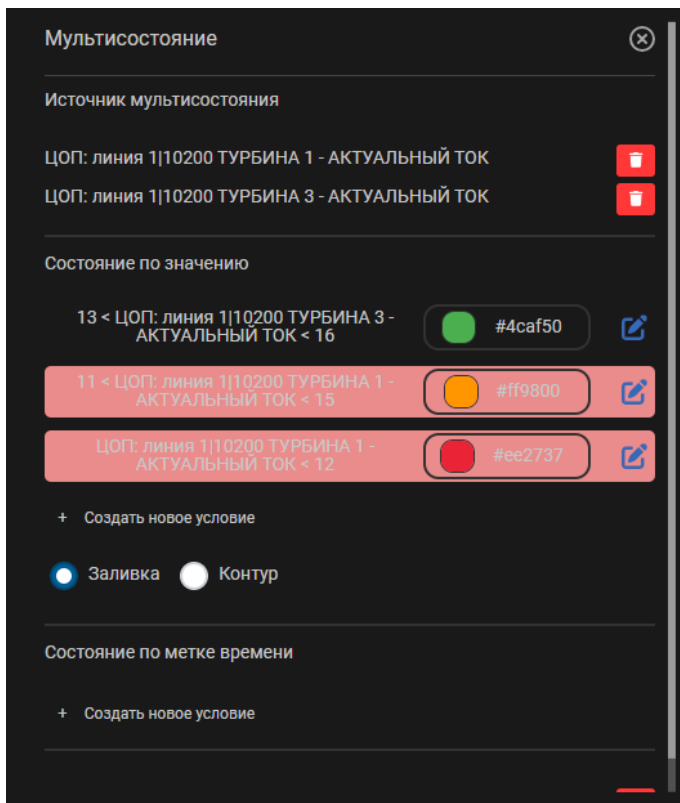 Мультисостояние
Источник мультисостояния
ЦОП: линия 1|10200 ТУРБИНА 1 - АКТУАЛЬНЫЙ ТОК
ЦОП: линия 1|10200 ТУРБИНА 3 - АКТУАЛЬНЫЙ ТОК
Состояние по значению
13 < ЦОП: линия 1|10200 ТУРБИНА 3 -
АКТУАЛЬНЫЙ ТОК < 16
#4caf50
11 < ЦОП: линия 1|10200 ТУРБИНА 1 -
АКТУАЛЬНЫЙ ТОК < 15
#ff9800
ЦОП: линия 1|10200 ТУРБИНА 1 -
АКТУАЛЬНЫЙ ТОК < 12
#ee2737
+ Создать новое условие
Заливка Контур
Состояние по метке времени
+ Создать новое условие